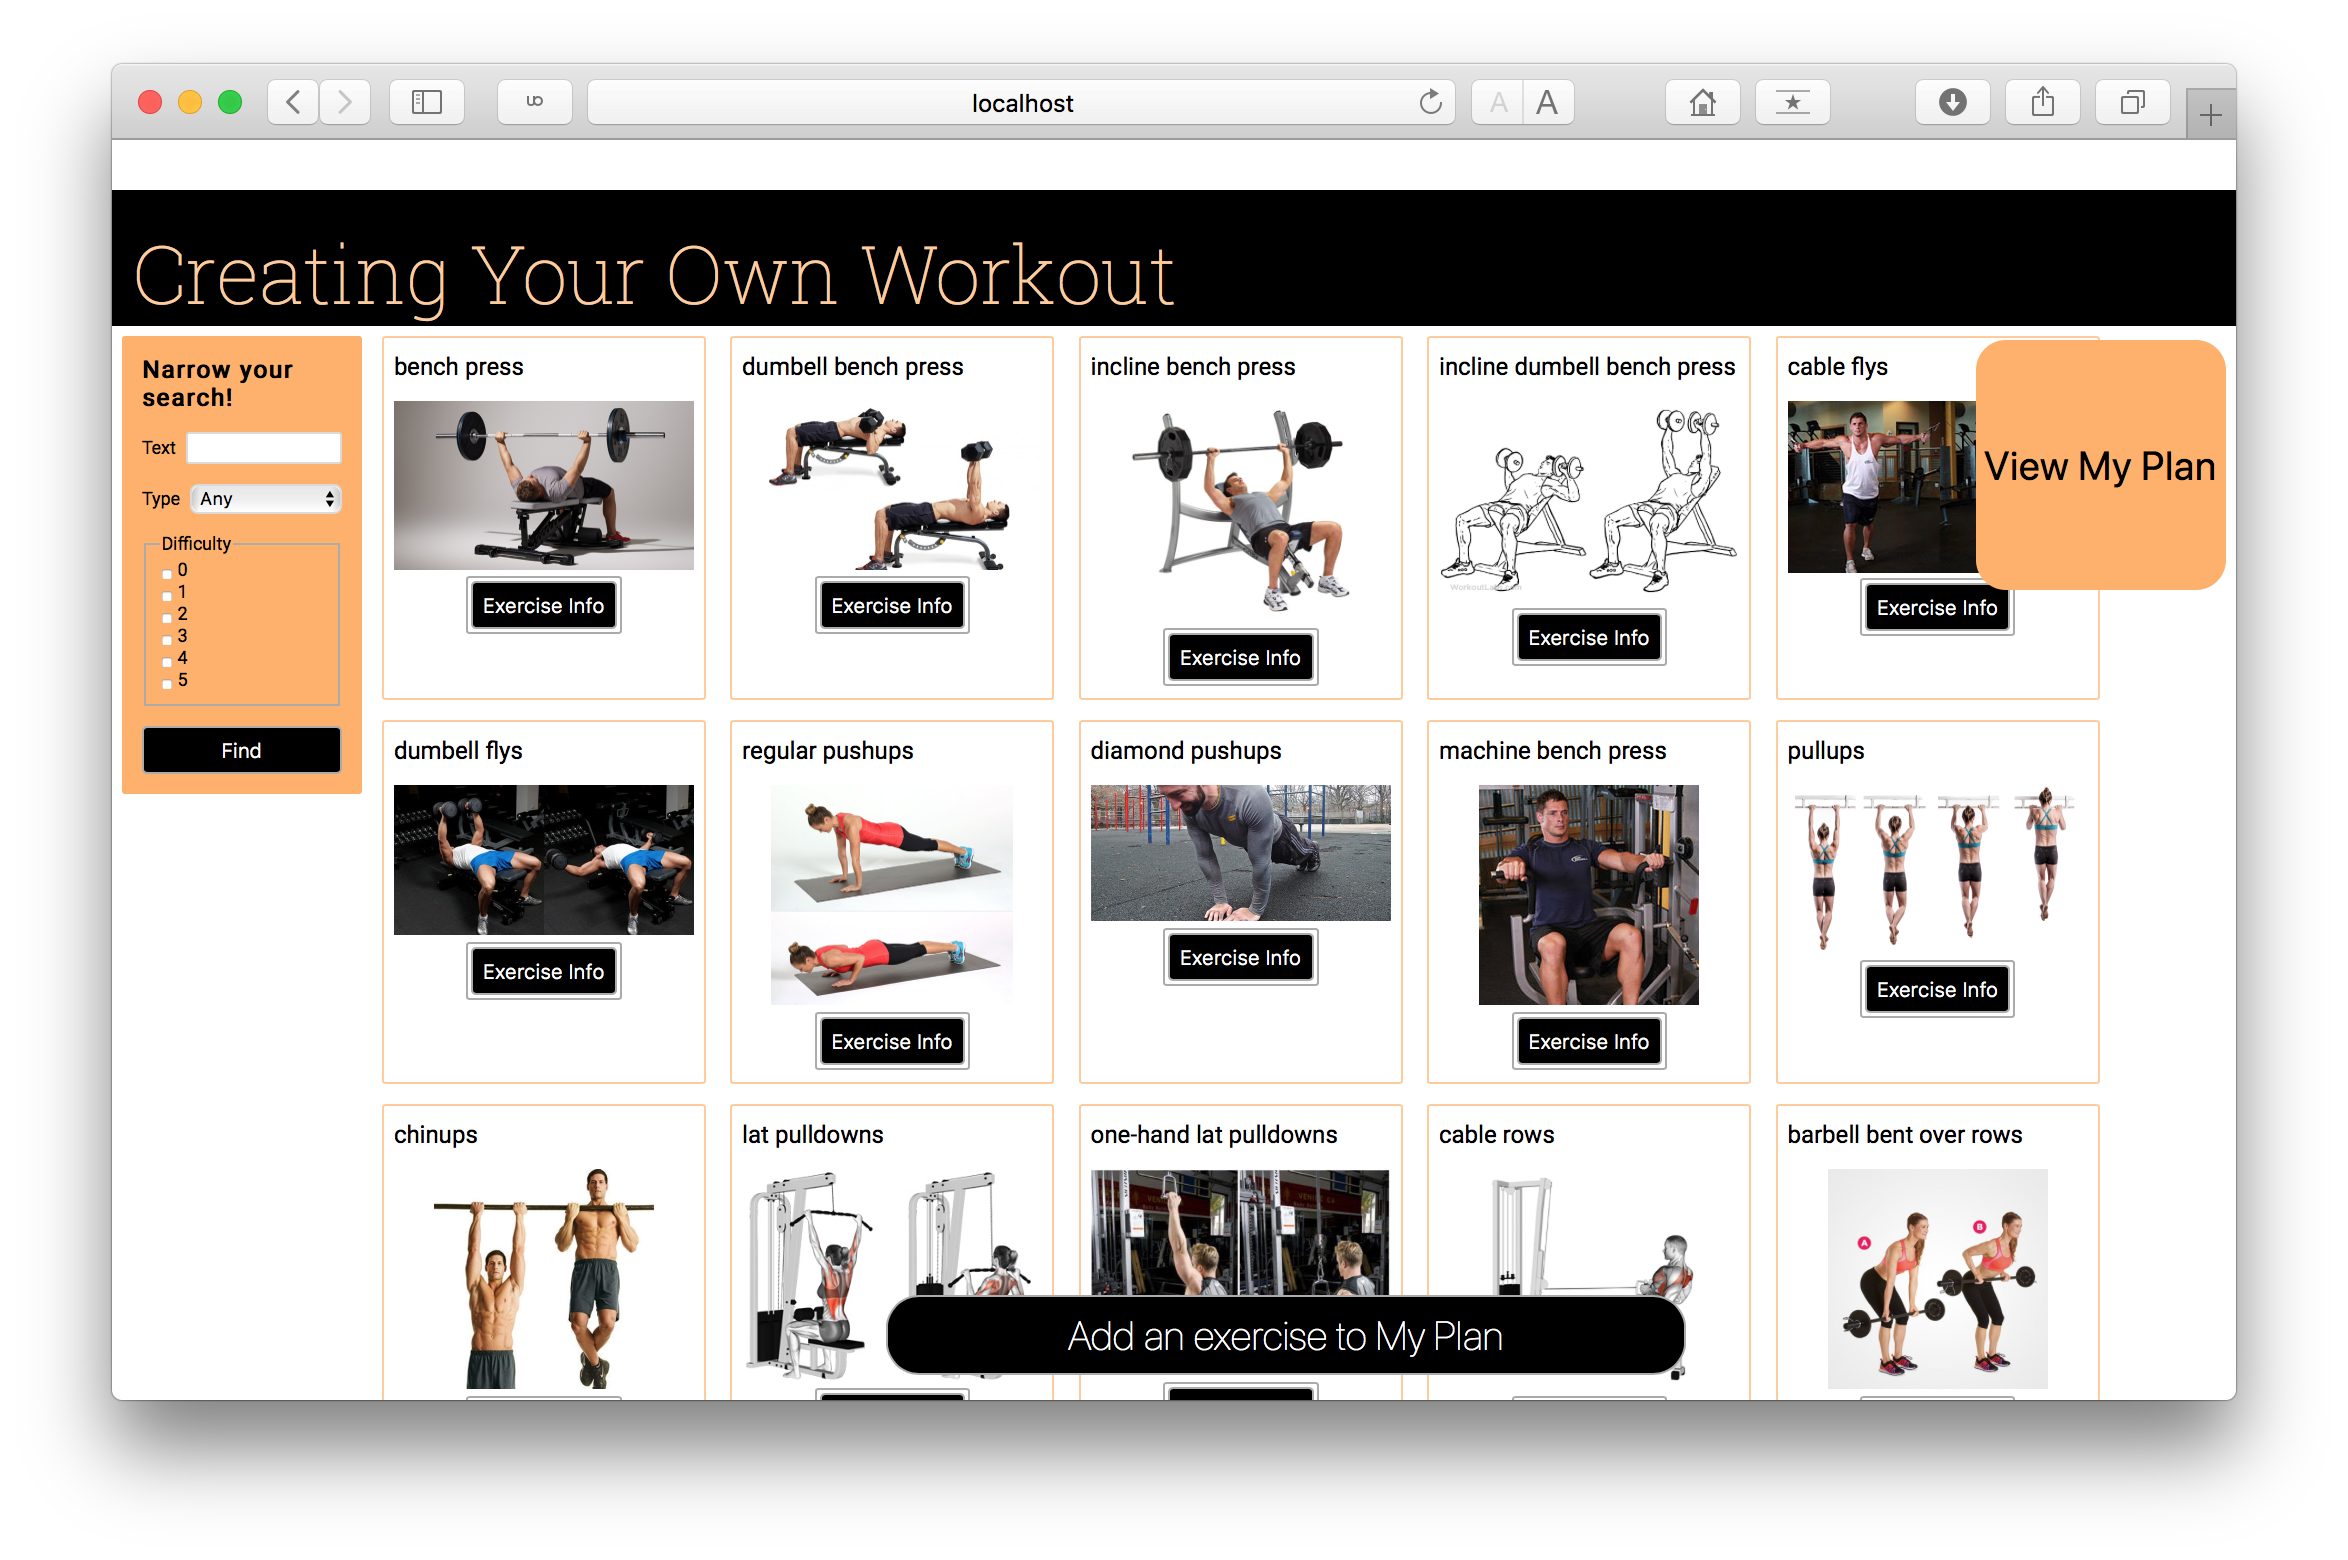 localhost
A A
Creating Your Own Workout
Narrow your
search!
Text
Type Any
Difficulty
0
1
2
3
4
5
Find
bench press
Exercise Info
dumbell bench press
Exercise Info
incline bench press
Exercise Info
incline dumbell bench press
Exercise Info
cable flys
Exercise Info
View My Plan
dumbell flys
Exercise Info
regular pushups
Exercise Info
diamond pushups
Exercise Info
machine bench press
Exercise Info
pullups
Exercise Info
chinups
lat pulldowns
one-hand lat pulldowns
cable rows
barbell bent over rows
A
B
Add an exercise to My Plan